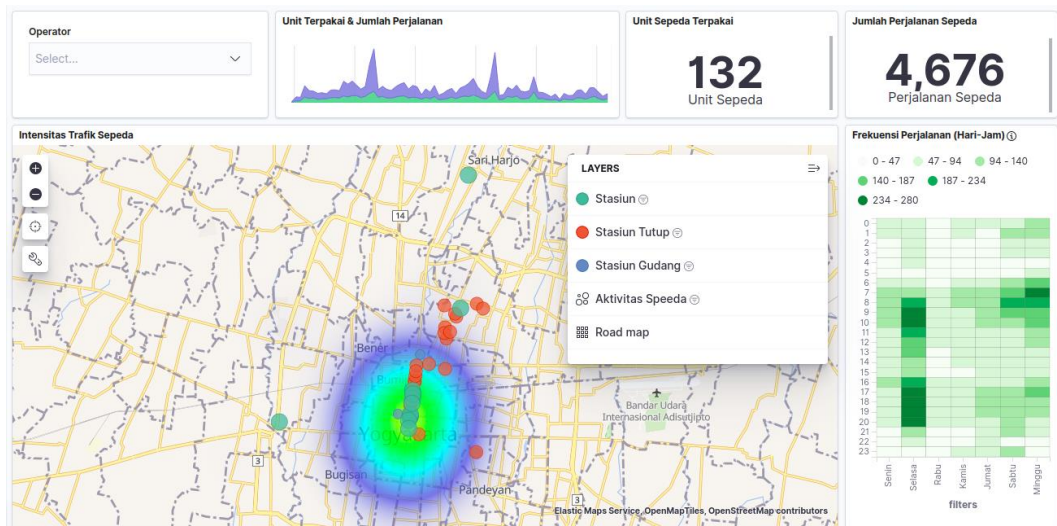 Operator
Select...
Unit Terpakai & Jumlah Perjalanan
Unit Sepeda Terpakai
132
Unit Sepeda
Jumlah Perjalanan Sepeda
4,676
Perjalanan Sepeda
Intensitas Trafik Sepeda
Sari Harjo
14
Bener
Yogyakarta
3
Bugisan
Pandeyan
3
Bandar Udara
Internasional Adisutjipto
Elastic Maps Service, OpenMapTiles, OpenStreetMap contributors
LAYERS
Stasiun
Stasiun Tutup
Stasiun Gudang
Aktivitas Speeda
Road map
Frekuensi Perjalanan (Hari-Jam)
0 - 47
47 - 94
94 - 140
140 - 187
187 - 234
234 - 280
0
1
2
3
4
5
6
7
8
9
10
11
12
13
14
15
16
17
18
19
20
21
22
23
Senin
Selasa
Rabu
Kamis
Jumat
Sabtu
Minggu
filters